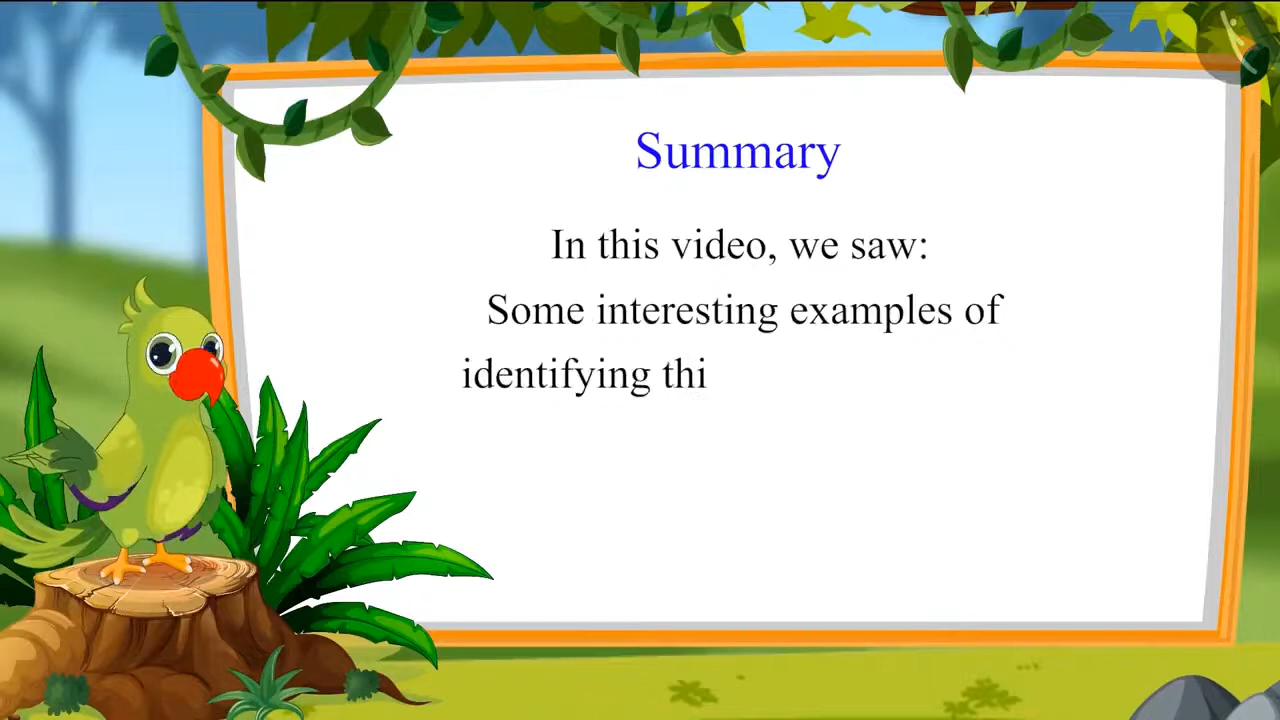 Summary
In this video, we saw:
Some interesting examples of
identifying thi